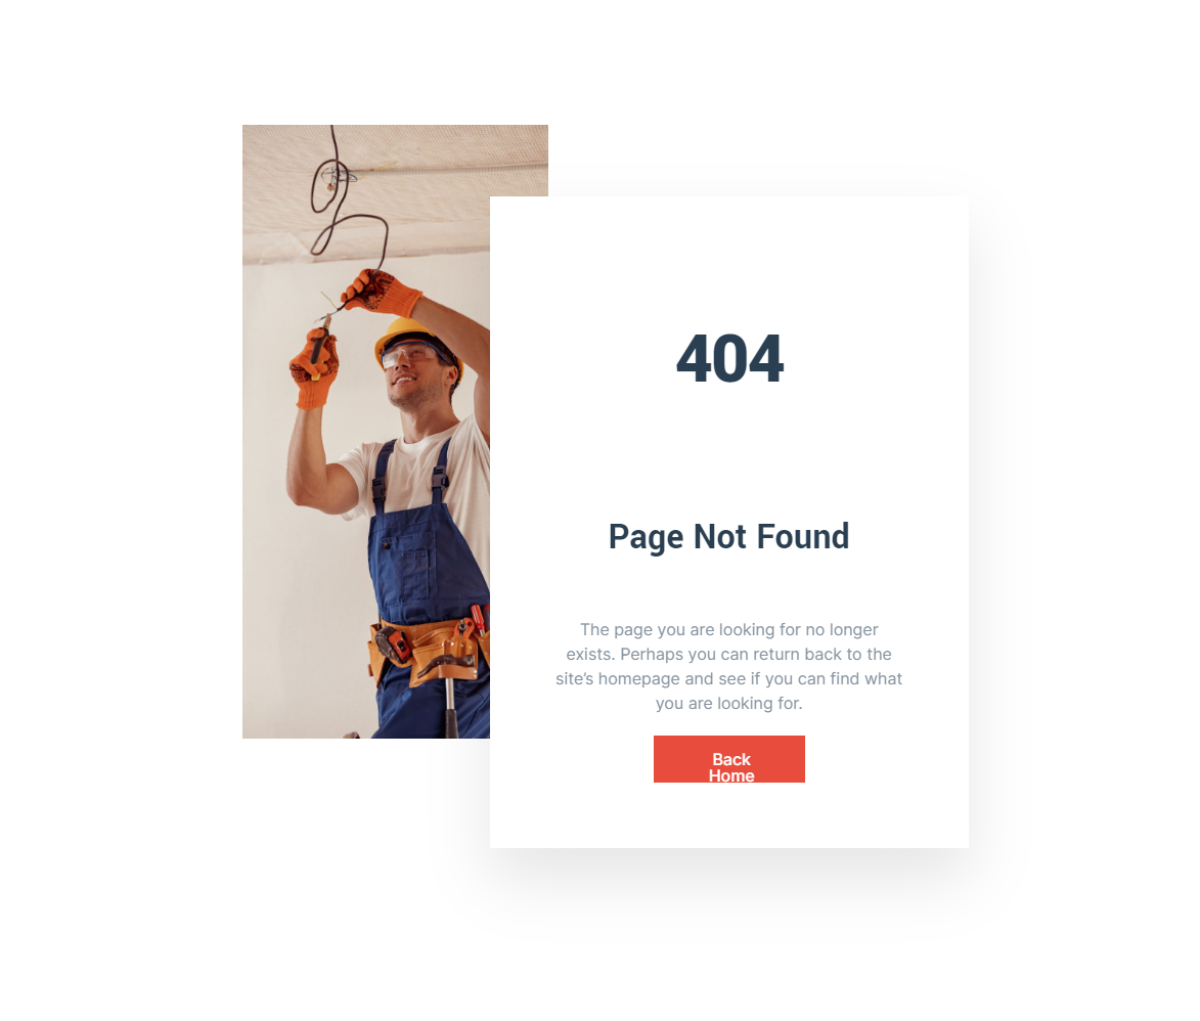 404
Page Not Found
The page you are looking for no longer
exists. Perhaps you can return back to the
site’s homepage and see if you can find what
you are looking for.
Back
Home